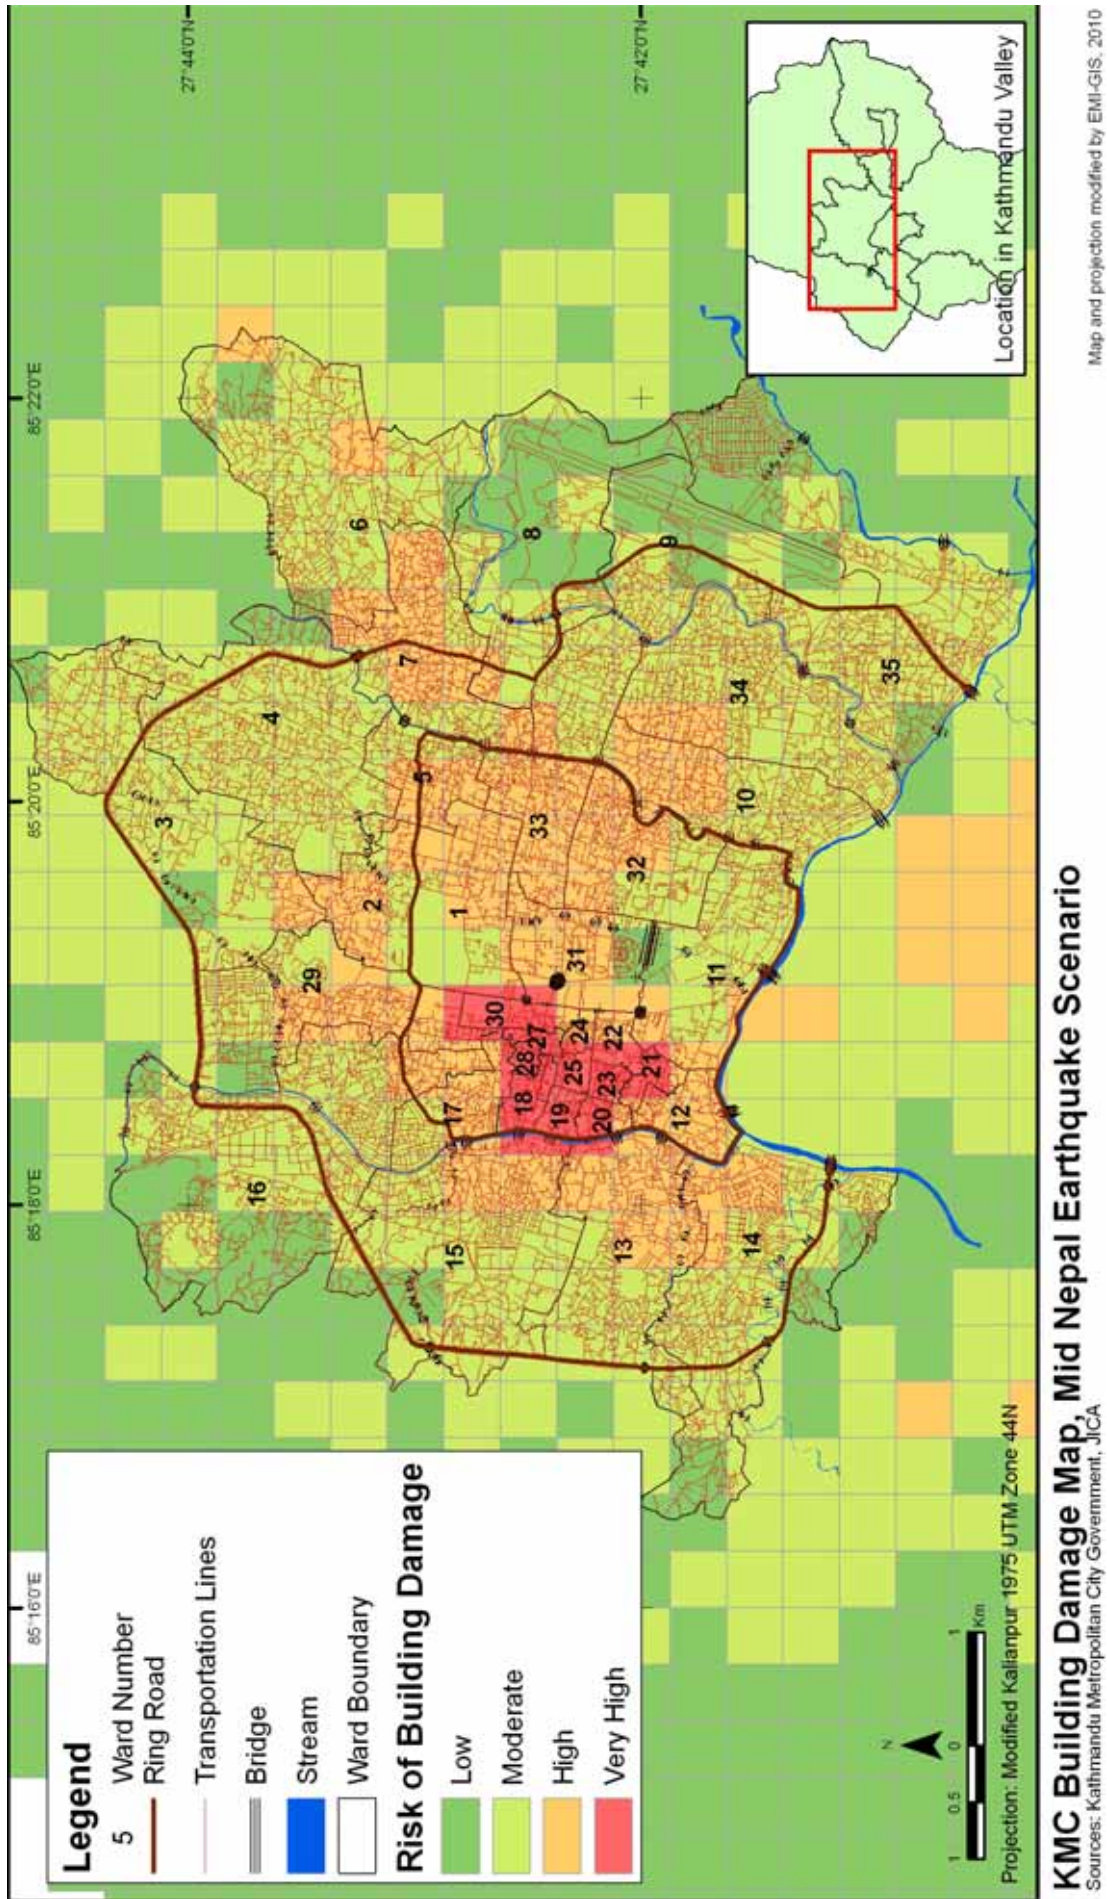 85°16'0"E
85°18'0"E
85°20'0"E
85°22'0"E
27°44'0"N
27°42'0"N
Legend
5 Ward Number
Ring Road
Transportation Lines
Bridge
Stream
Ward Boundary
Risk of Building Damage
Low
Moderate
High
Very High
3
4
16
29
2
6
7
5
15
17
1
30
33
8
18
28
27
19
25
24
31
20
23
22
32
9
13
12
21
14
11
10
34
35
N
1 0.5 0 1
Km
Projection: Modified Kalianpur 1975 UTM Zone 44N
Location in Kathmandu Valley
KMC Building Damage Map, Mid Nepal Earthquake Scenario
Sources: Kathmandu Metropolitan City Government, JICA
Map and projection modified by EMI-GIS, 2010